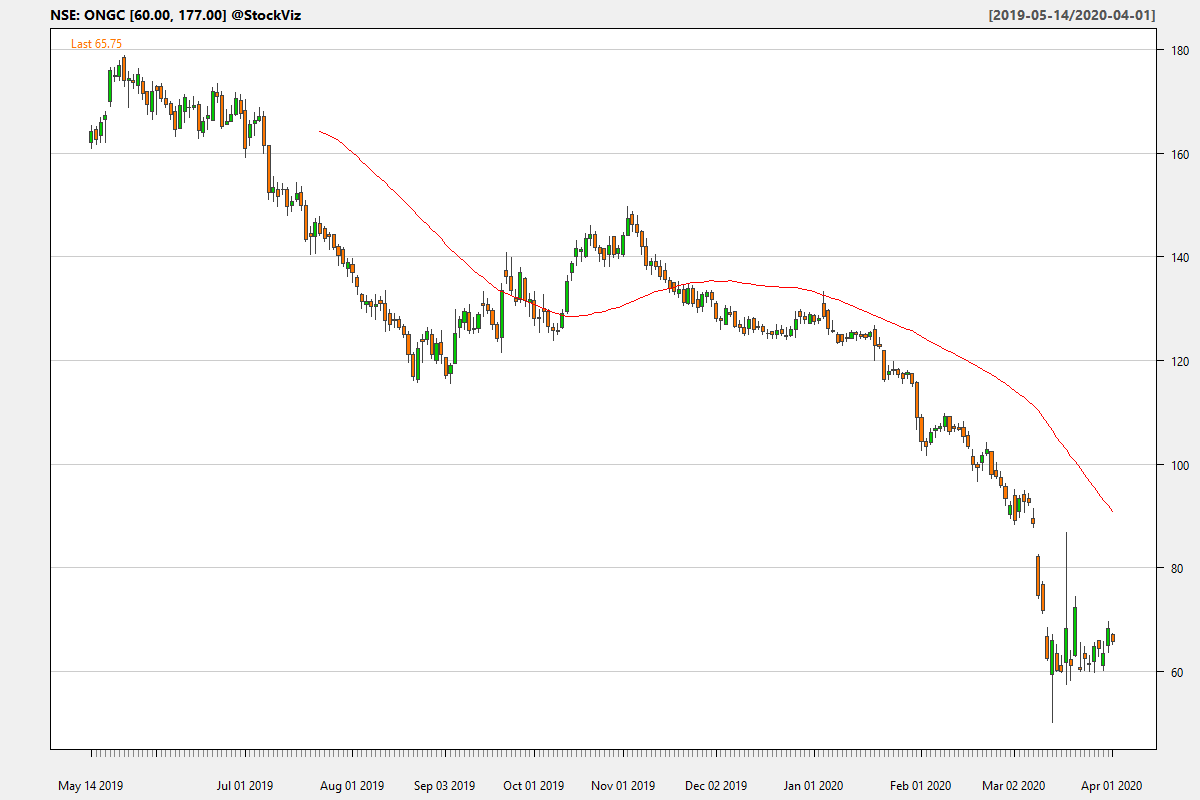 NSE: ONGC [60.00, 177.00] @StockViz
[2019-05-14/2020-04-01]
Last 65.75
180
160
140
120
100
80
60
May 14 2019 Jul 01 2019 Aug 01 2019 Sep 03 2019 Oct 01 2019 Nov 01 2019 Dec 02 2019 Jan 01 2020 Feb 01 2020 Mar 02 2020 Apr 01 2020